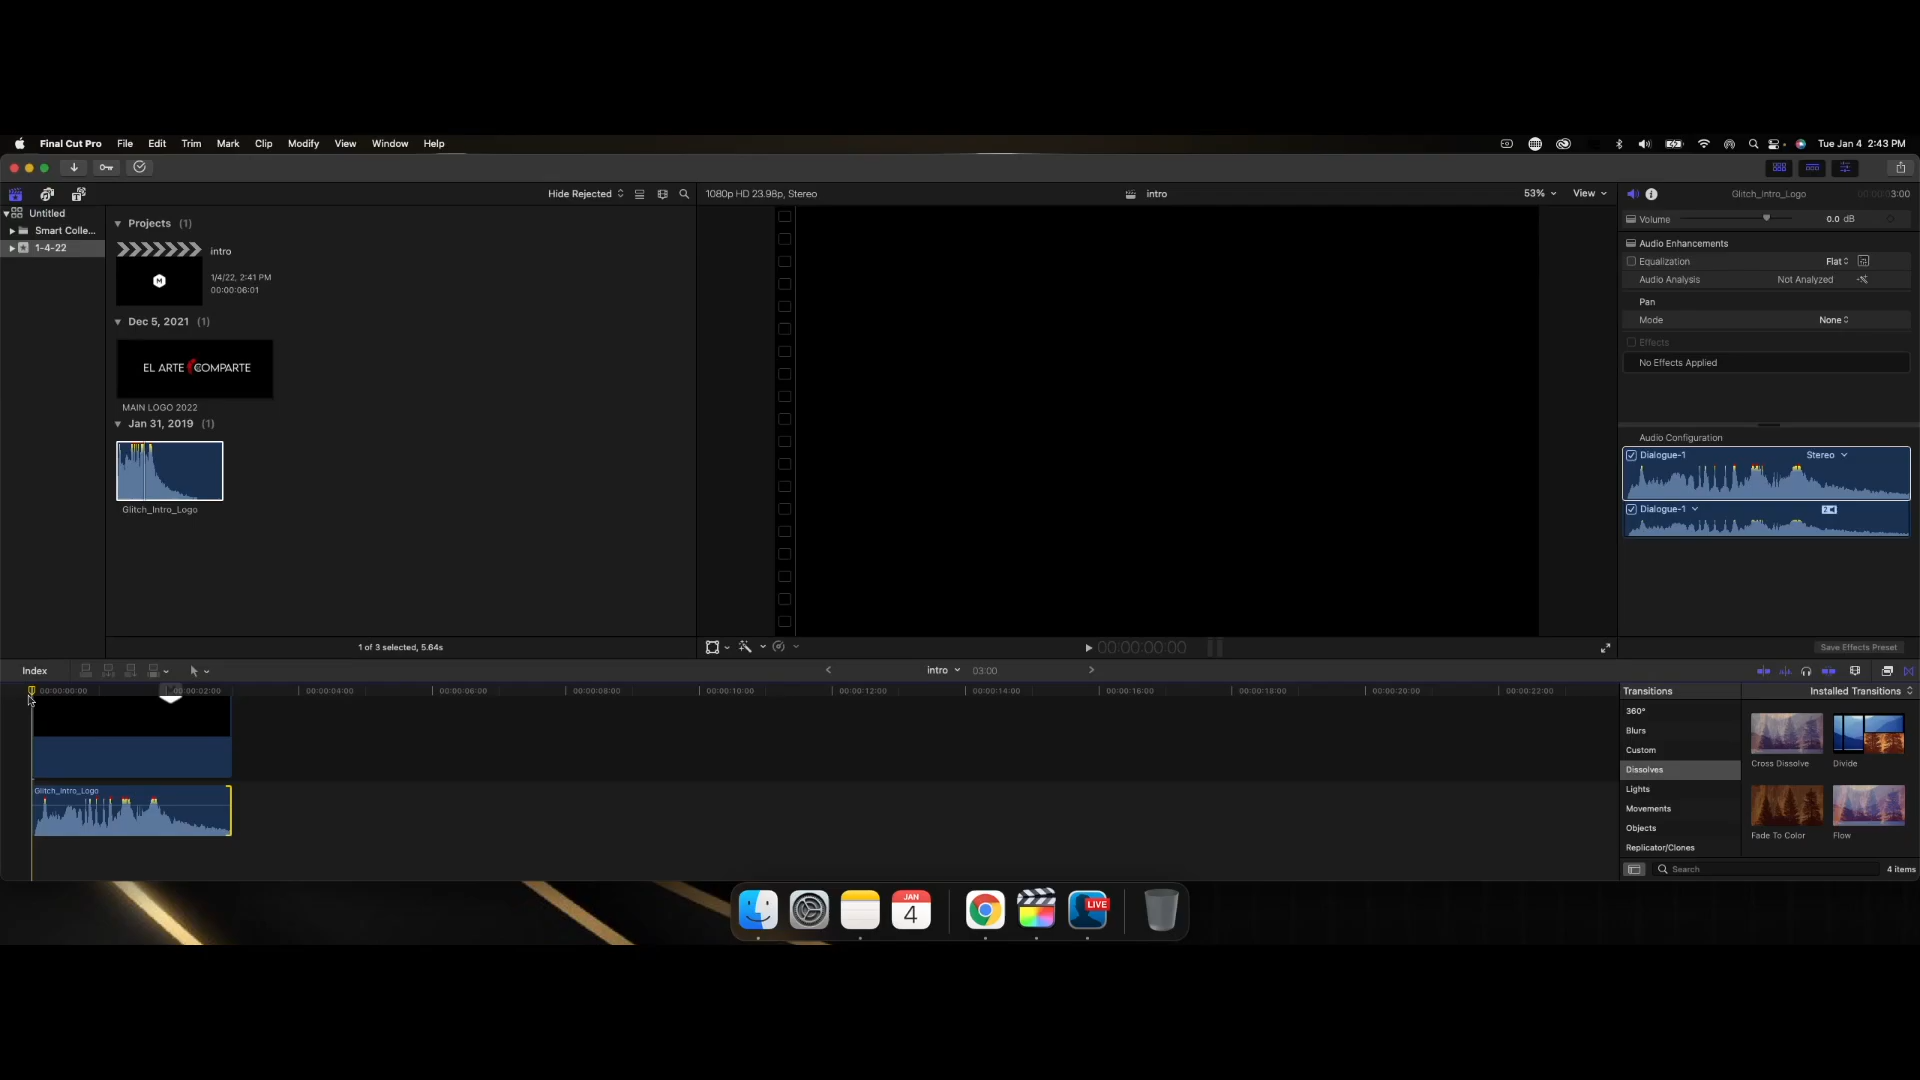 Final Cut Pro File Edit Trim Mark Clip Modify View Window Help
Tue Jan 4 2:43 PM
Hide Rejected
1080p HD 23.98p, Stereo
intro
53%
View
Glitch_Intro_Logo
3:00
Untitled
Smart Colle...
1-4-22
Projects (1)
intro
1/4/22, 2:41 PM
00:00:06:01
M
Dec 5, 2021 (1)
EL ARTE COMPARTE
MAIN LOGO 2022
Jan 31, 2019 (1)
Glitch_Intro_Logo
1 of 3 selected, 5.64s
00:00:00:00
Volume 0.0 dB
Audio Enhancements
Equalization Flat
Audio Analysis Not Analyzed
Pan
Mode None
Effects
No Effects Applied
Audio Configuration
Dialogue-1 Stereo
Dialogue-1 2
Save Effects Preset
Index
intro 03:00
00:00:00:00 00:00:02:00 00:00:04:00 00:00:06:00 00:00:08:00 00:00:10:00 00:00:12:00 00:00:14:00 00:00:16:00 00:00:18:00 00:00:20:00 00:00:22:00
Glitch_Intro_Logo
Transitions
Installed Transitions
360°
Blurs
Custom
Dissolves
Lights
Movements
Objects
Replicator/Clones
Cross Dissolve
Divide
Fade To Color
Flow
Search
4 items
JAN
4
LIVE